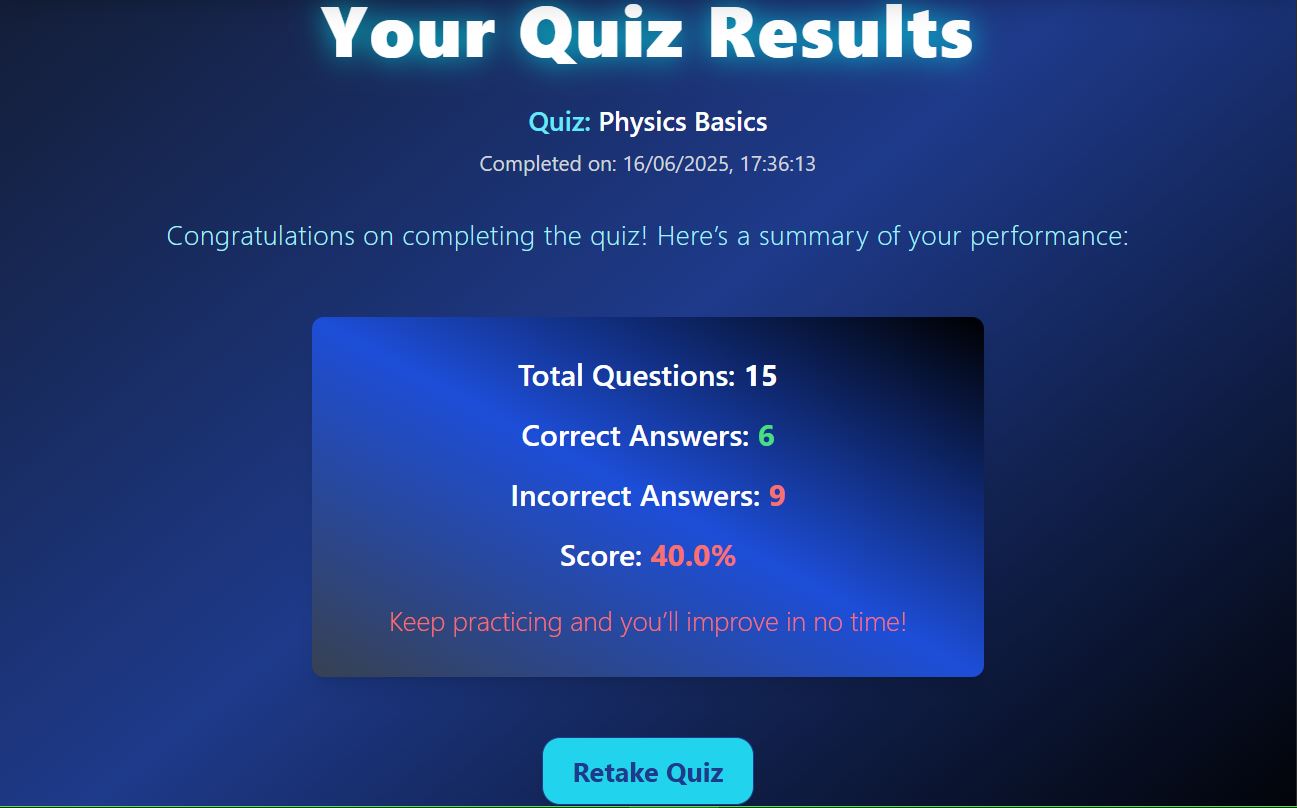 Your Quiz Results
Quiz: Physics Basics
Completed on: 16/06/2025, 17:36:13
Congratulations on completing the quiz! Here’s a summary of your performance:
Total Questions: 15
Correct Answers: 6
Incorrect Answers: 9
Score: 40.0%
Keep practicing and you’ll improve in no time!
Retake Quiz